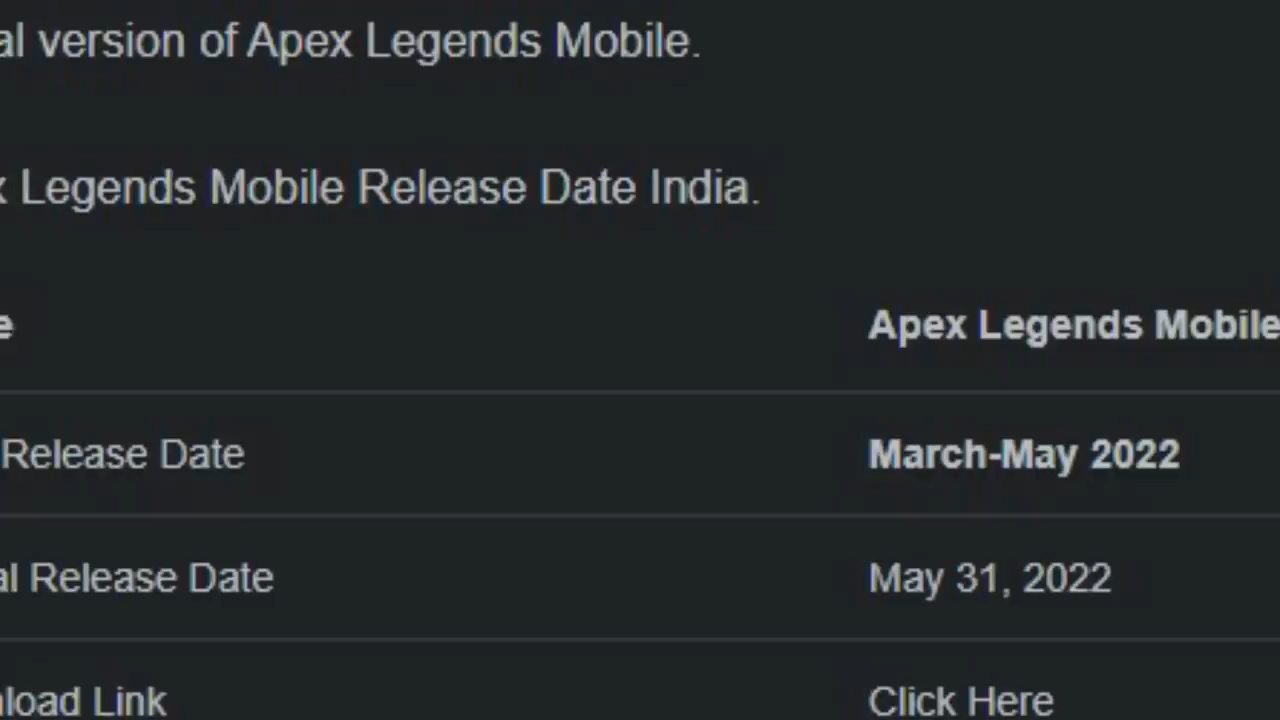 al version of Apex Legends Mobile.
x Legends Mobile Release Date India.
e Apex Legends Mobile
Release Date March-May 2022
al Release Date May 31, 2022
load Link Click Here